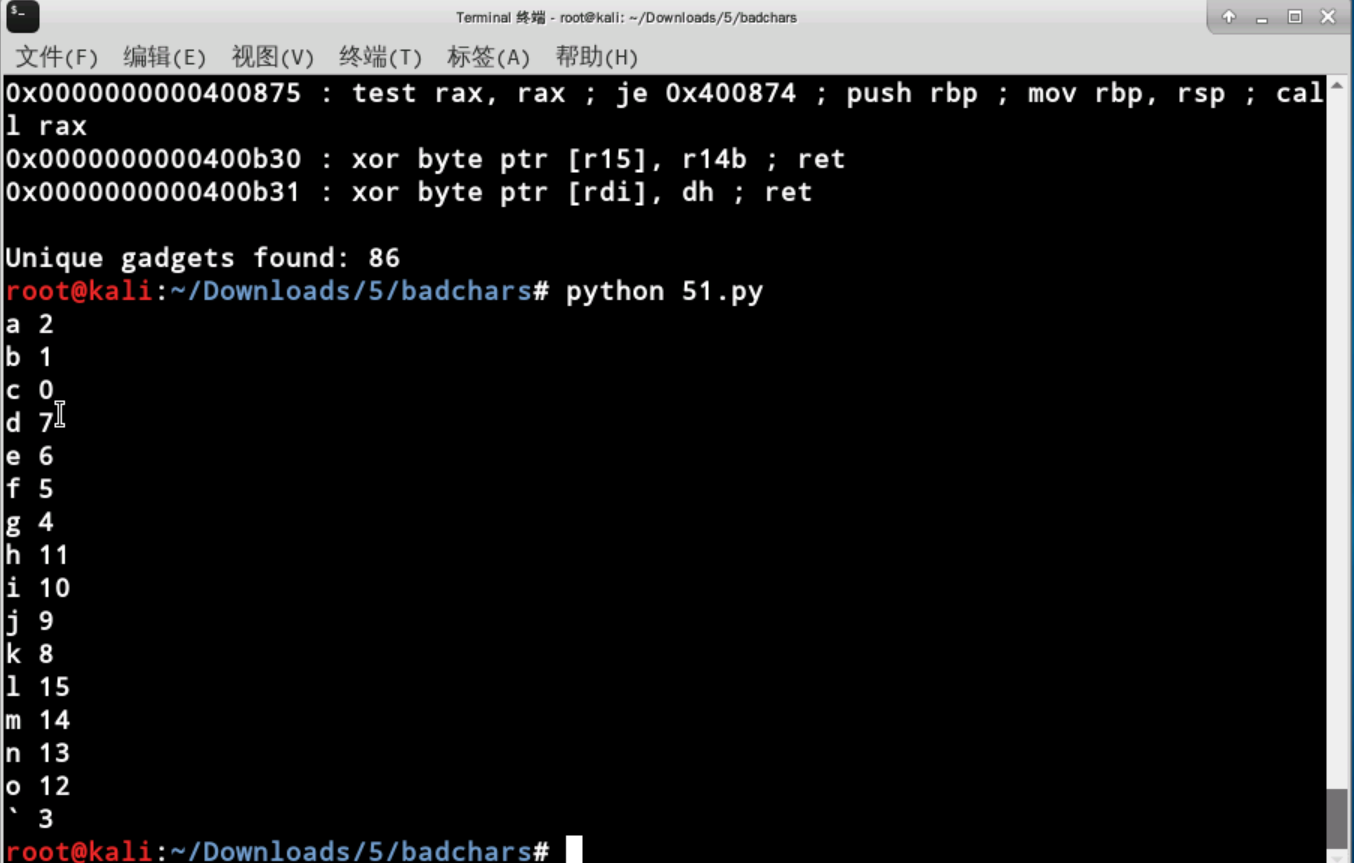 Terminal 终端 - root@kali: ~/Downloads/5/badchars
文件(F) 编辑(E) 视图(V) 终端(T) 标签(A) 帮助(H)
0x0000000000400875 : test rax, rax ; je 0x400874 ; push rbp ; mov rbp, rsp ; cal
l rax
0x0000000000400b30 : xor byte ptr [r15], r14b ; ret
0x0000000000400b31 : xor byte ptr [rdi], dh ; ret
Unique gadgets found: 86
root@kali:~/Downloads/5/badchars# python 51.py
a 2
b 1
c 0
d 7
e 6
f 5
g 4
h 11
i 10
j 9
k 8
l 15
m 14
n 13
o 12
` 3
root@kali:~/Downloads/5/badchars#